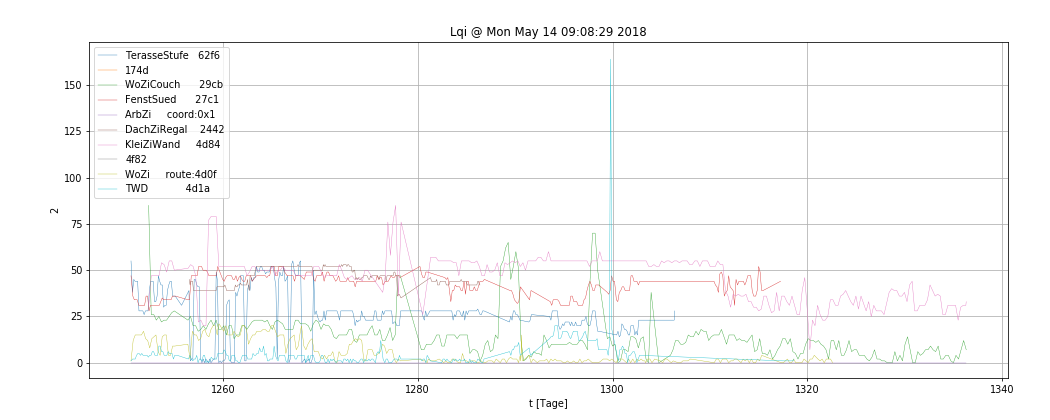 Lqi @ Mon May 14 09:08:29 2018
TerasseStufe 62f6
174d
WoZiCouch 29cb
FenstSued 27c1
ArbZi coord:0x1
DachZiRegal 2442
KleiZiWand 4d84
4f82
WoZi route:4d0f
TWD 4d1a
150
125
100
75
50
25
0
2
1260 1280 1300 1320 1340
t [Tage]